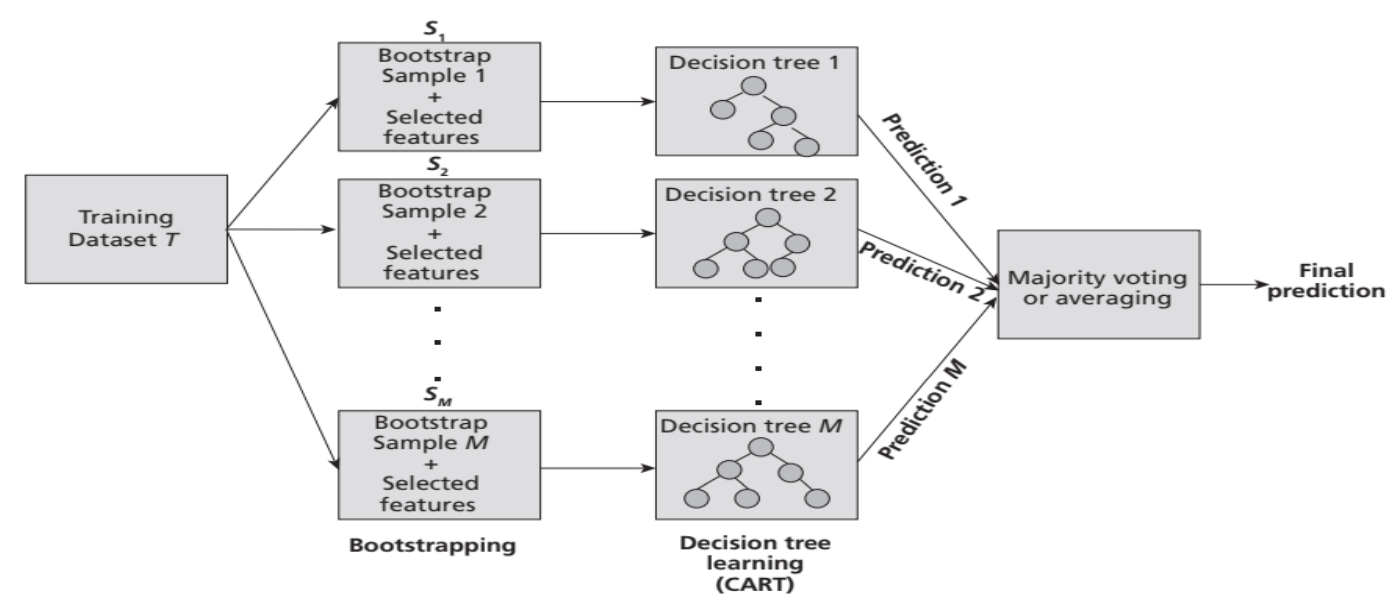 Training
Dataset T
S1
Bootstrap
Sample 1
+
Selected
features
S2
Bootstrap
Sample 2
+
Selected
features
SM
Bootstrap
Sample M
+
Selected
features
Bootstrapping
Decision tree 1
Decision tree 2
Decision tree M
Decision tree
learning
(CART)
Prediction 1
Prediction 2
Prediction M
Majority voting
or averaging
Final
prediction